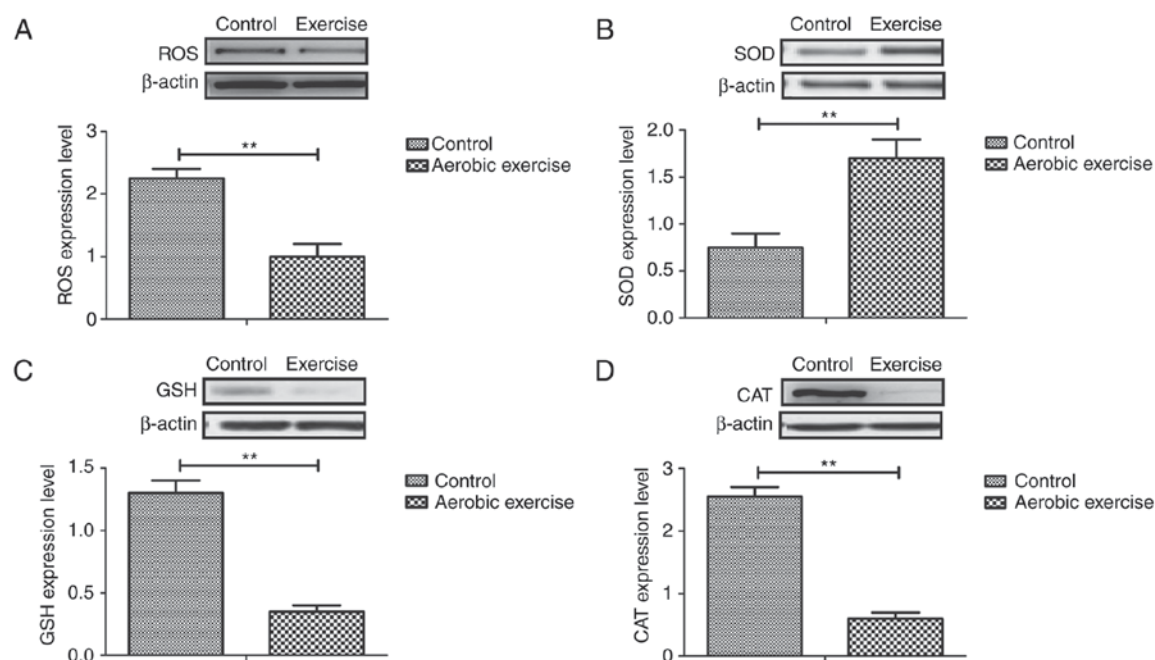 A
Control Exercise
ROS
β-actin
ROS expression level
3
2
1
0
**
Control
Aerobic exercise
B
Control Exercise
SOD
β-actin
SOD expression level
2.0
1.5
1.0
0.5
0.0
**
Control
Aerobic exercise
C
Control Exercise
GSH
β-actin
GSH expression level
1.5
1.0
0.5
0.0
**
Control
Aerobic exercise
D
Control Exercise
CAT
β-actin
CAT expression level
3
2
1
0
**
Control
Aerobic exercise